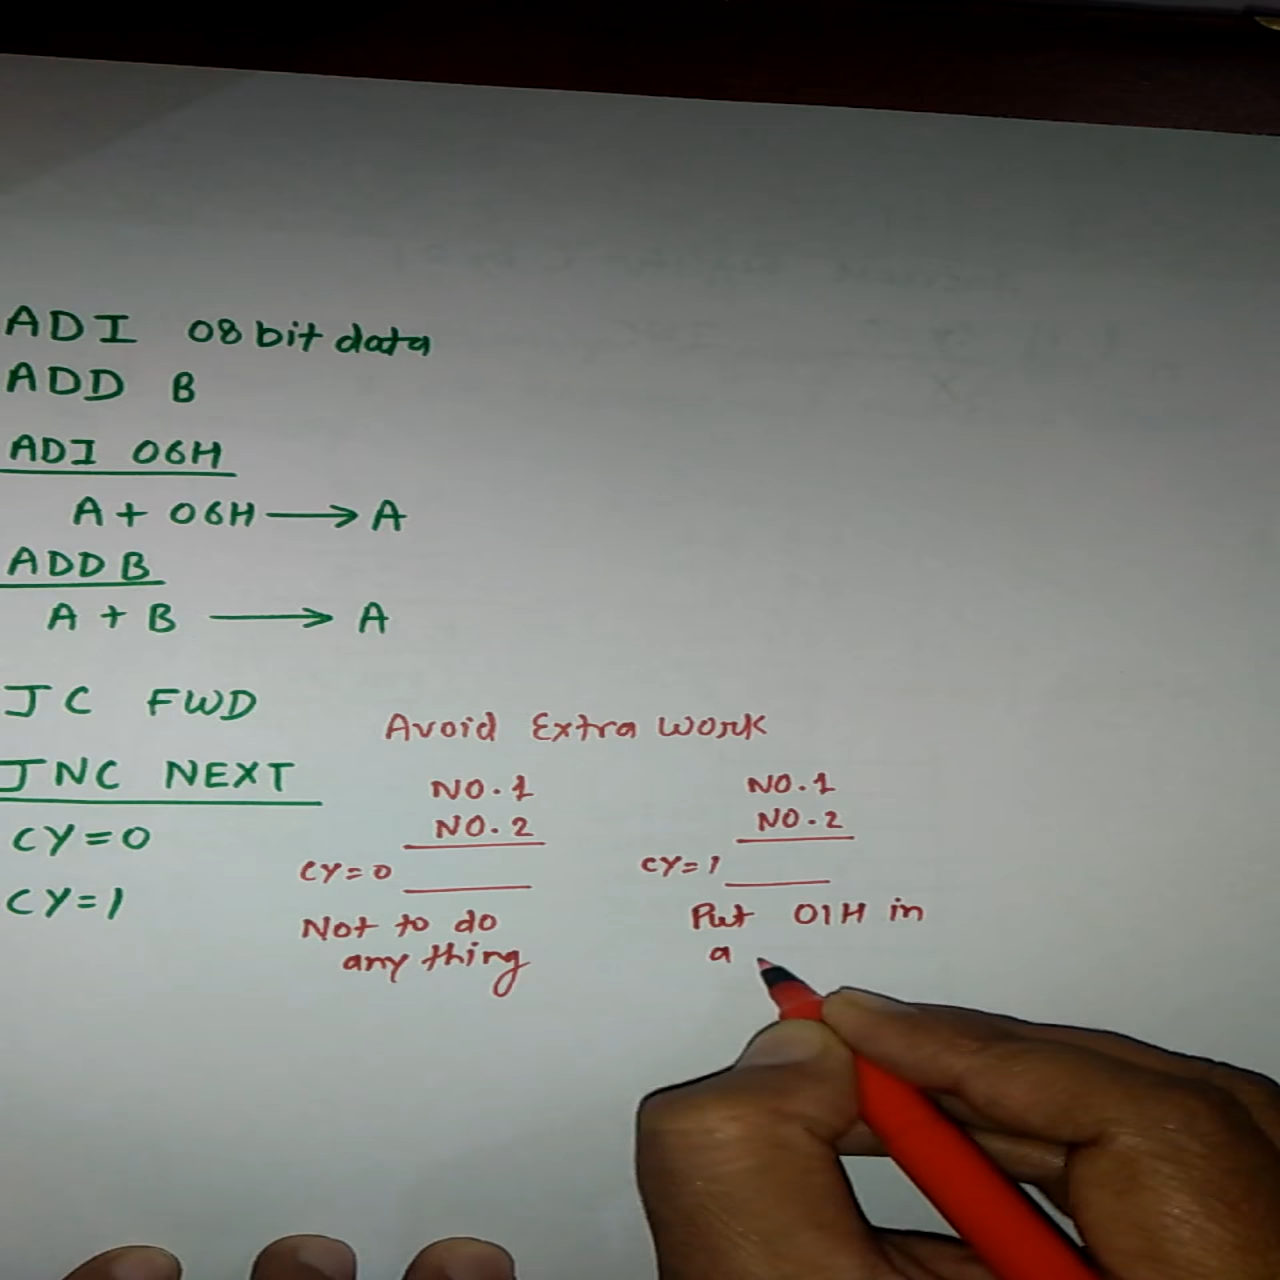 ADI 08 bit data
ADD B
ADI 06H
A + 06H → A
ADD B
A + B → A
JC FWD
JNC NEXT
CY=0
CY=1
Avoid Extra Work
NO.1
NO.2
CY=0
Not to do
any thing
NO.1
NO.2
CY=1
Put 01H in
a